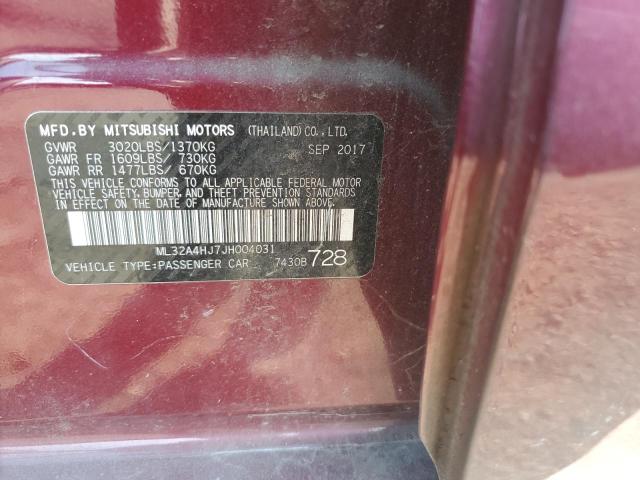 MFD.BY MITSUBISHI MOTORS (THAILAND) CO., LTD.
GVWR 3020LBS/1370KG SEP 2017
GAWR FR 1609LBS/ 730KG
GAWR RR 1477LBS/ 670KG
THIS VEHICLE CONFORMS TO ALL APPLICABLE FEDERAL MOTOR
VEHICLE SAFETY, BUMPER, AND THEFT PREVENTION STANDARDS
IN EFFECT ON THE DATE OF MANUFACTURE SHOWN ABOVE.
ML32A4HJ7JH004031
VEHICLE TYPE:PASSENGER CAR 7430B 728